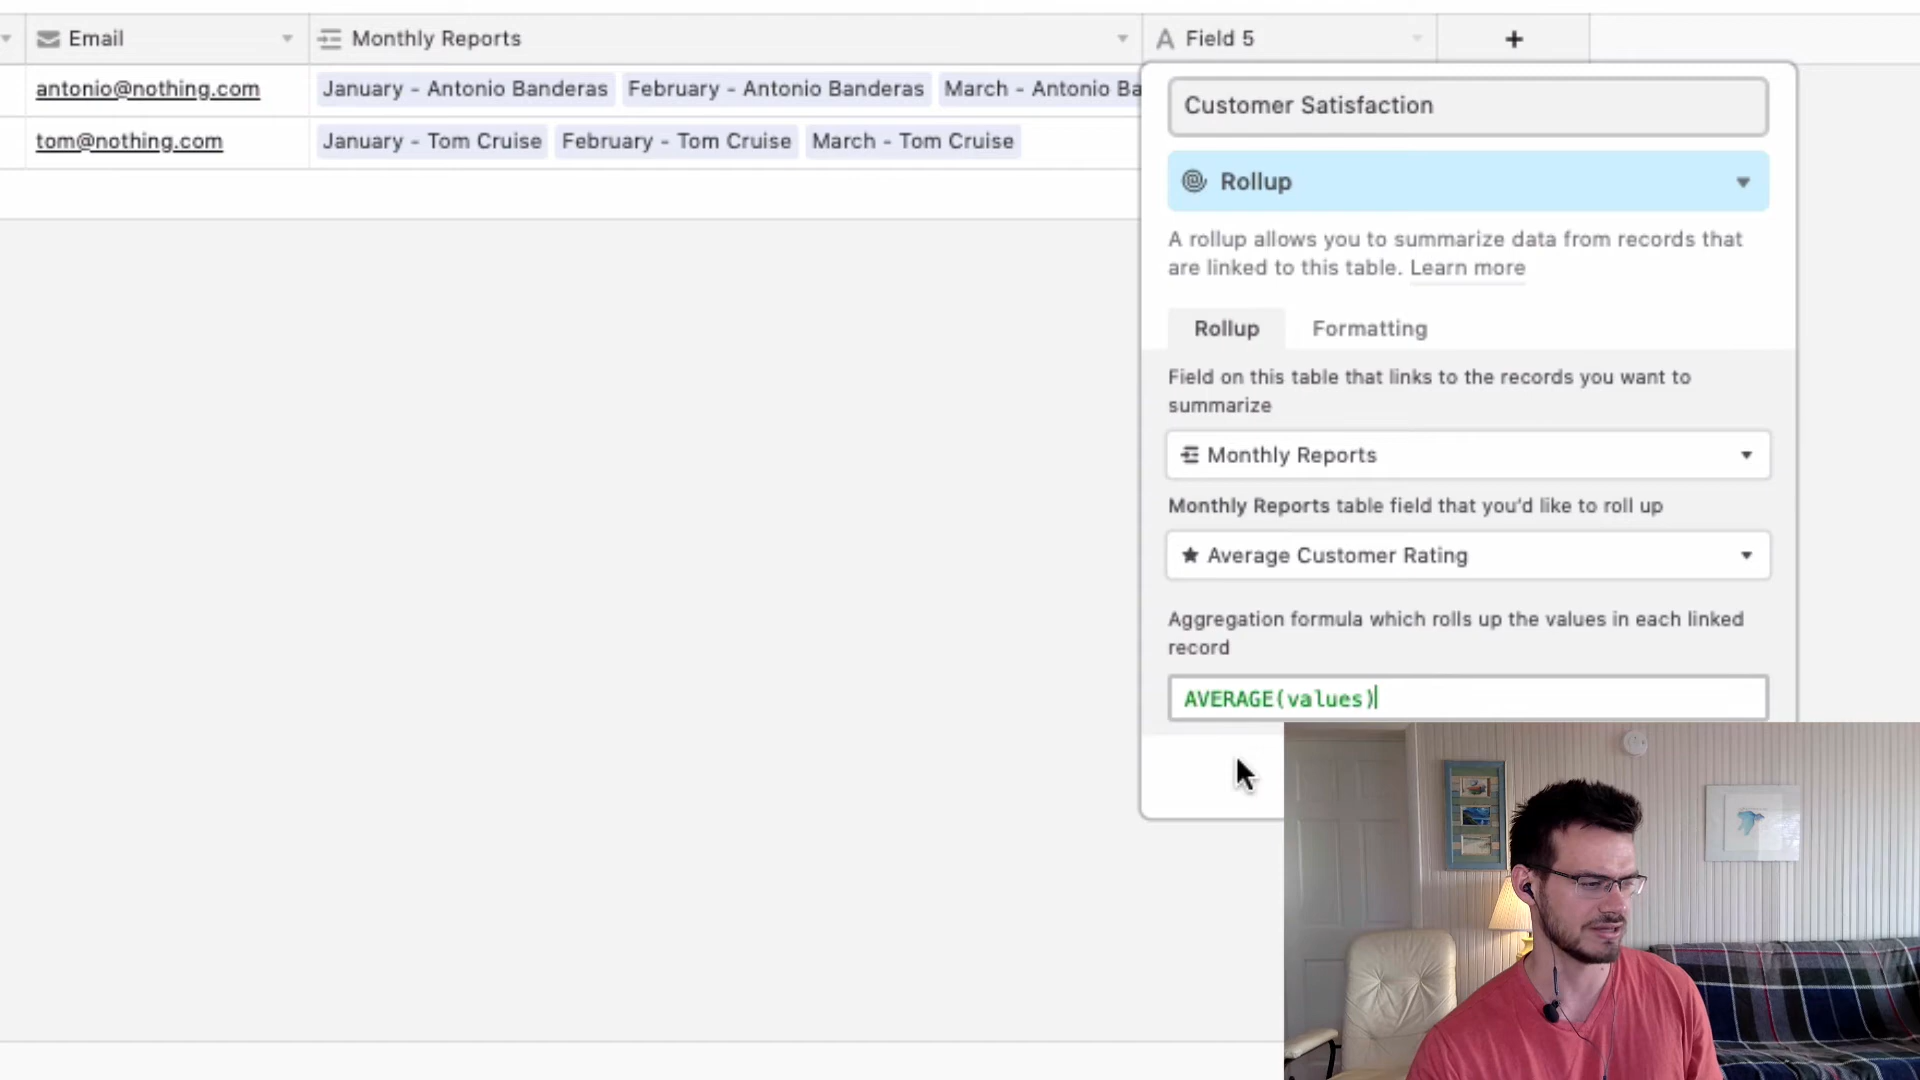 Email
Monthly Reports
Field 5
+
antonio@nothing.com
January - Antonio Banderas
February - Antonio Banderas
March - Antonio Ba
tom@nothing.com
January - Tom Cruise
February - Tom Cruise
March - Tom Cruise
Customer Satisfaction
Rollup
A rollup allows you to summarize data from records that
are linked to this table. Learn more
Rollup
Formatting
Field on this table that links to the records you want to
summarize
Monthly Reports
Monthly Reports table field that you'd like to roll up
Average Customer Rating
Aggregation formula which rolls up the values in each linked
record
AVERAGE(values)